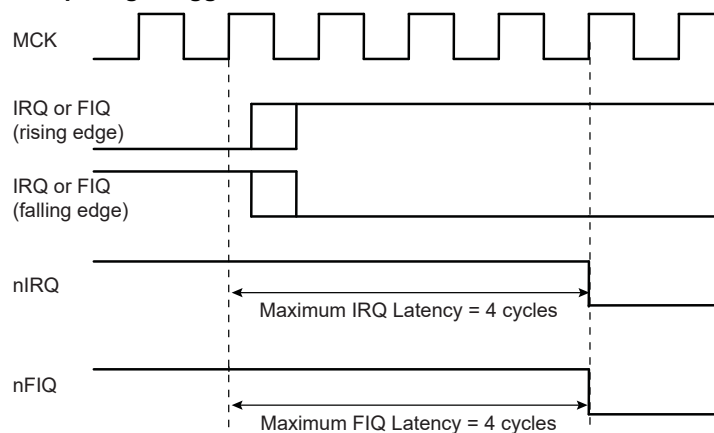 MCK
IRQ or FIQ
(rising edge)
IRQ or FIQ
(falling edge)
nIRQ
Maximum IRQ Latency = 4 cycles
nFIQ
Maximum FIQ Latency = 4 cycles